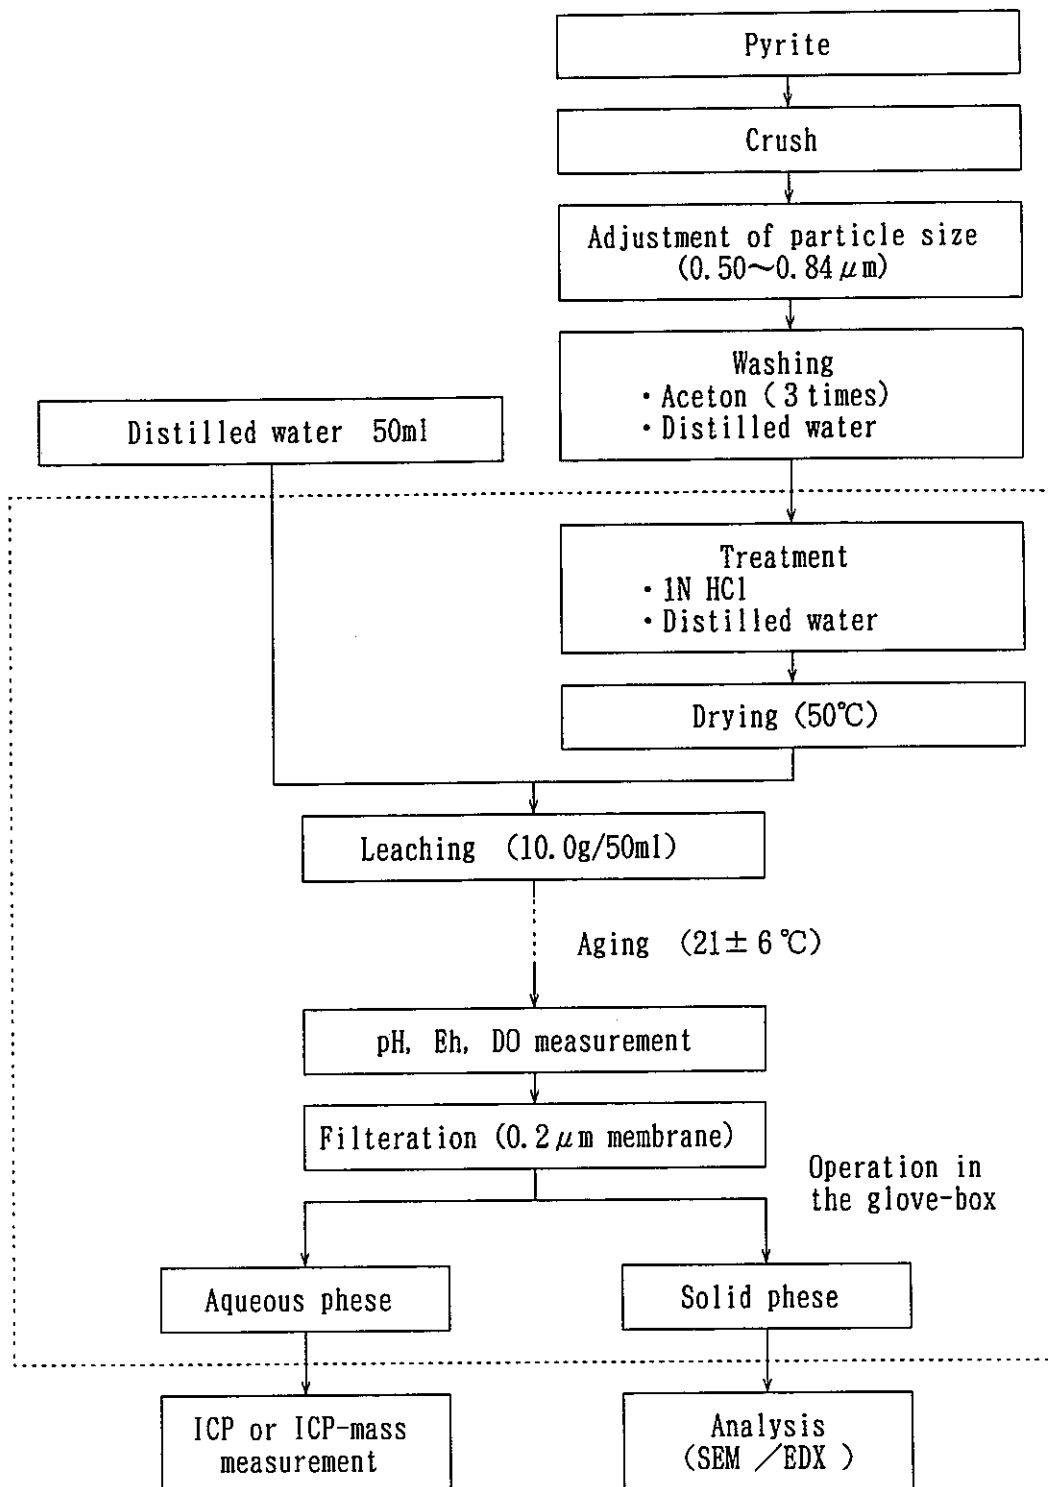 Pyrite
Crush
Adjustment of particle size
(0.50～0.84μm)
Washing
・Aceton (3 times)
・Distilled water
Distilled water 50ml
Treatment
・1N HCl
・Distilled water
Drying (50℃)
Leaching (10.0g/50ml)
Aging (21± 6℃)
pH, Eh, DO measurement
Filteration (0.2μm membrane)
Operation in
the glove-box
Aqueous phese
Solid phese
ICP or ICP-mass
measurement
Analysis
(SEM ／EDX )